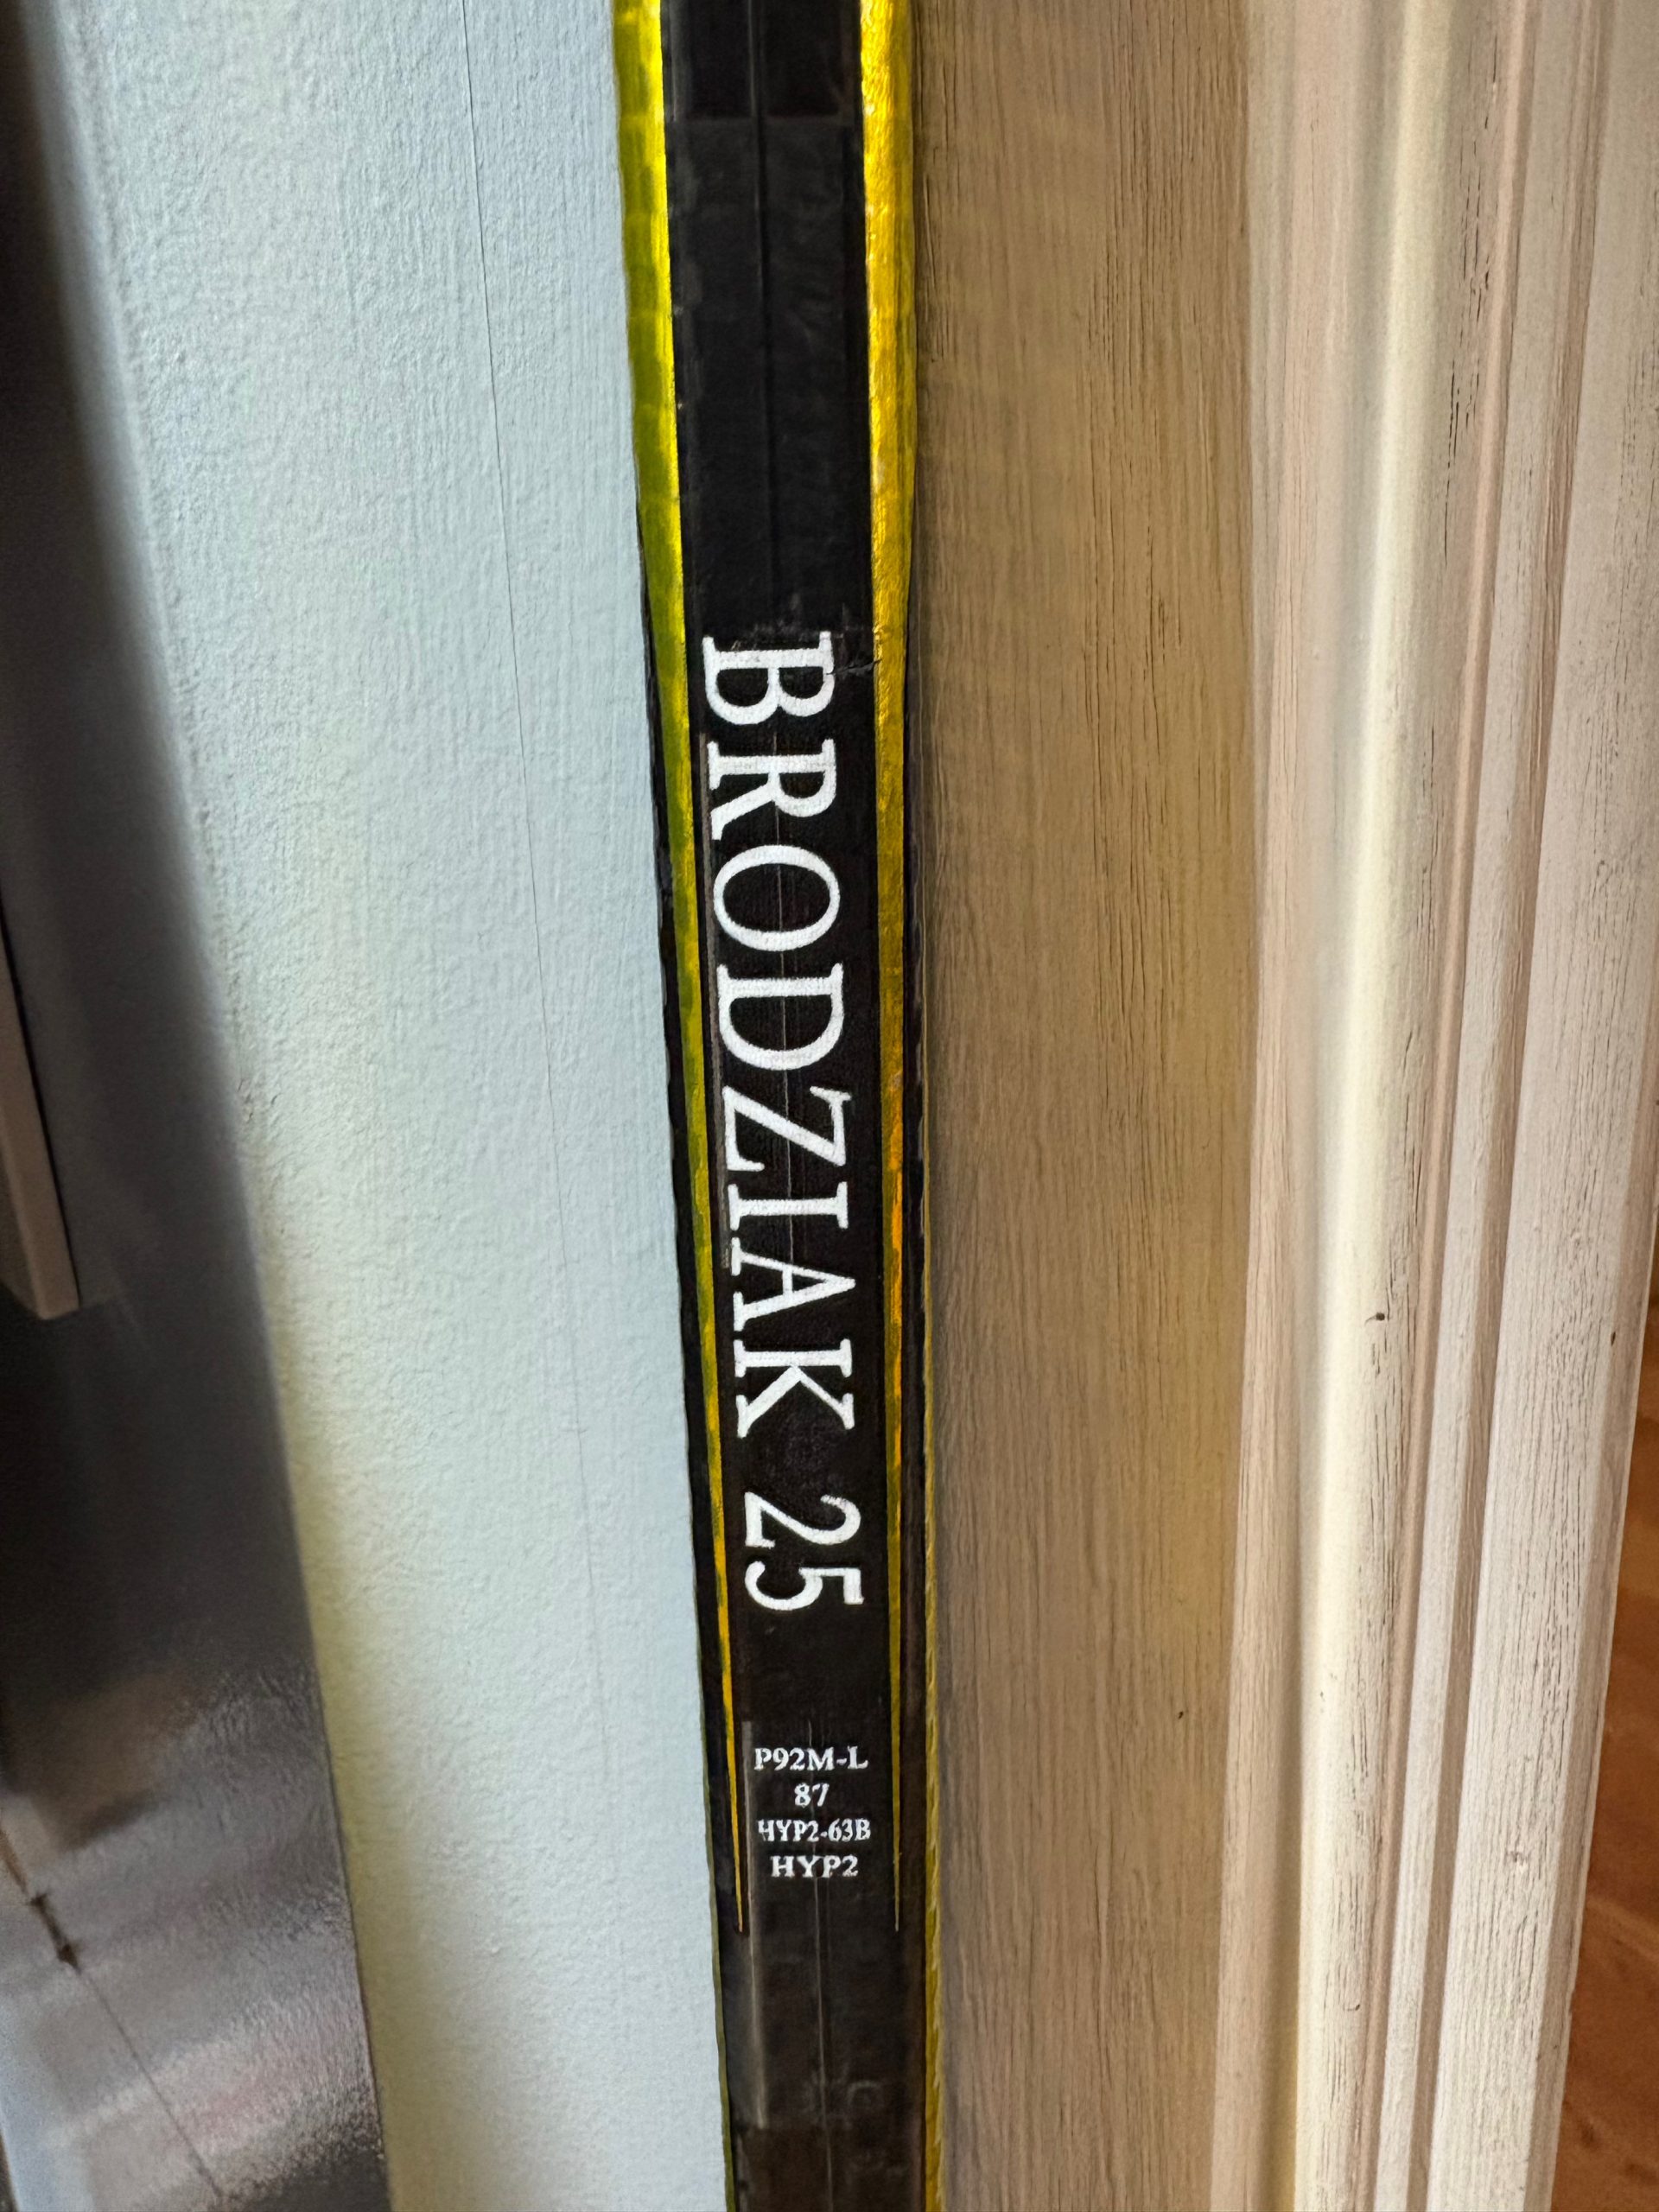 BRODZIAK 25
P92M-L
87
HYP2-63B
HYP2